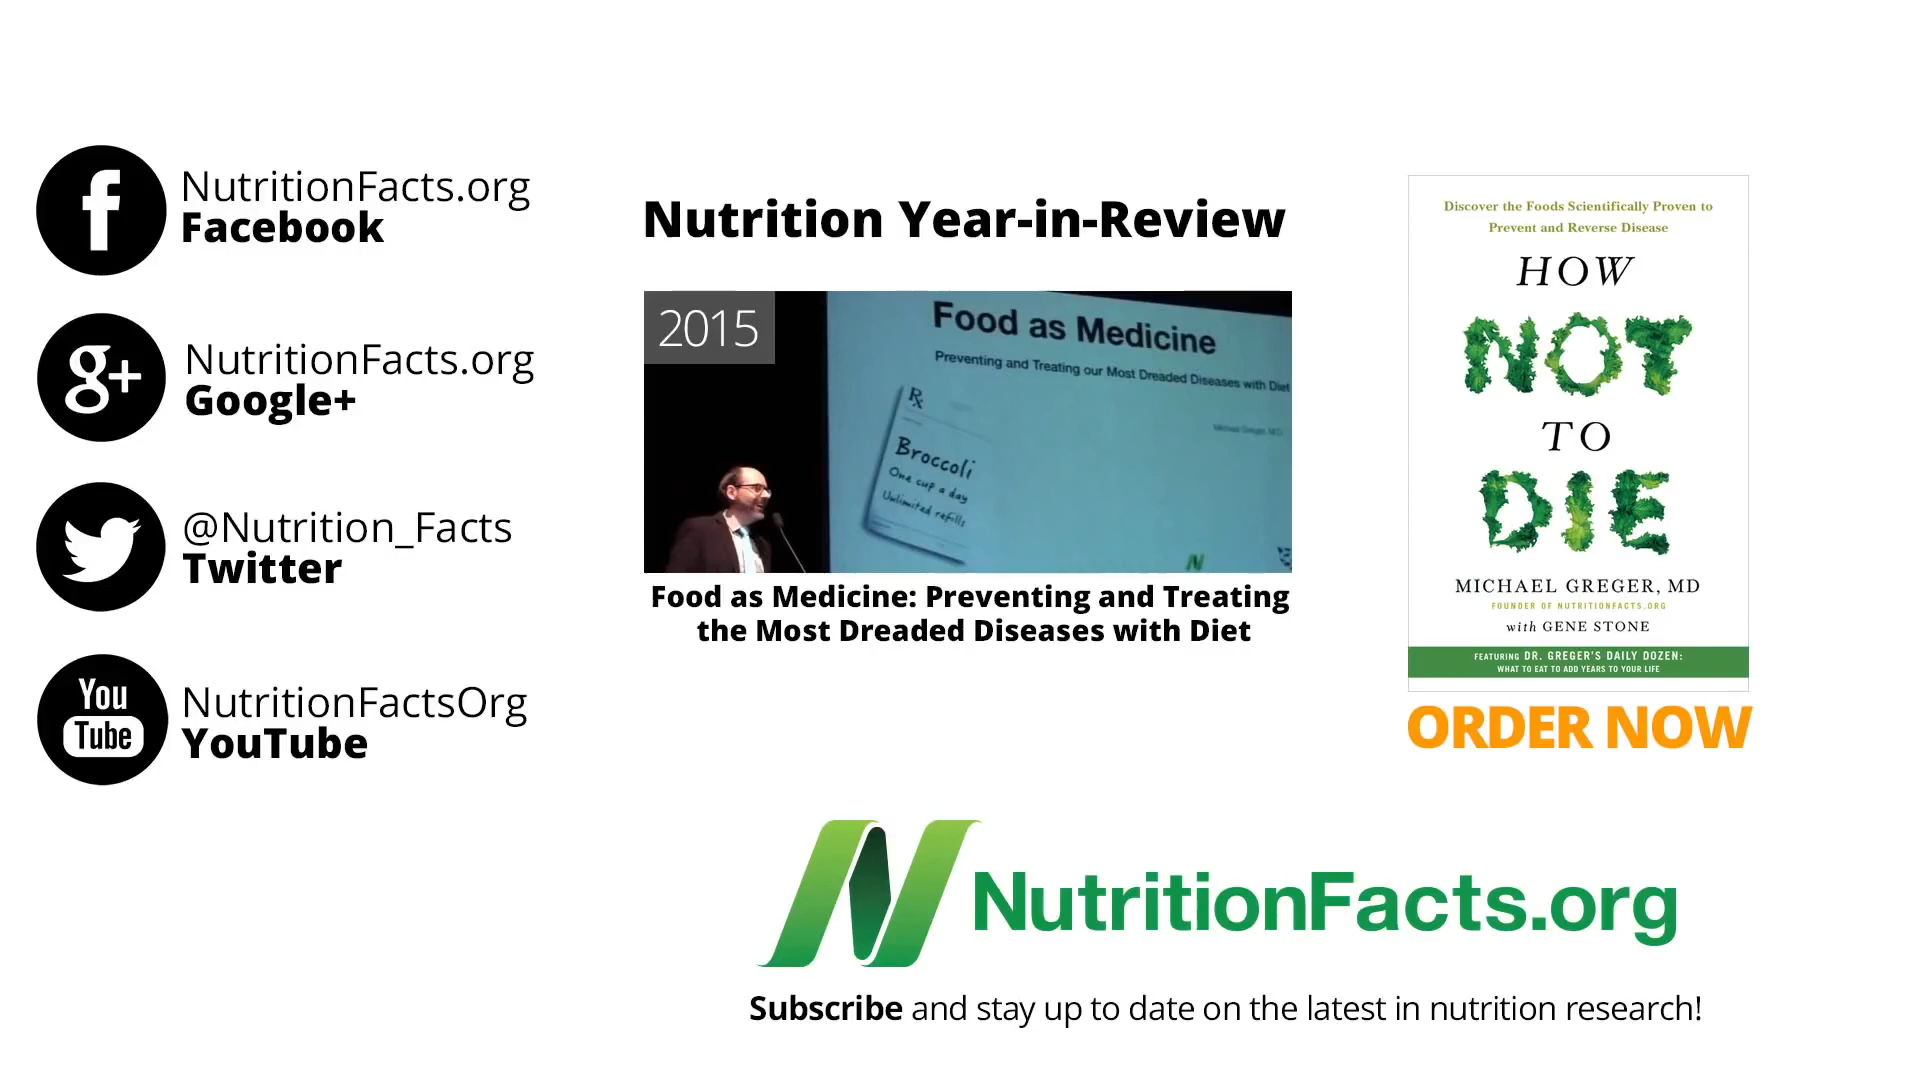 NutritionFacts.org
Facebook
NutritionFacts.org
Google+
@Nutrition_Facts
Twitter
You
Tube
NutritionFactsOrg
YouTube
Nutrition Year-in-Review
2015
Food as Medicine
Preventing and Treating our Most Dreaded Diseases with Diet
Michael Greger, M.D.
Rx
Broccoli
One cup a day
Unlimited refills
Food as Medicine: Preventing and Treating
the Most Dreaded Diseases with Diet
Discover the Foods Scientifically Proven to
Prevent and Reverse Disease
HOW
NOT
TO
DIE
MICHAEL GREGER, MD
FOUNDER OF NUTRITIONFACTS.ORG
with GENE STONE
FEATURING DR. GREGER'S DAILY DOZEN:
WHAT TO EAT TO ADD YEARS TO YOUR LIFE
ORDER NOW
NutritionFacts.org
Subscribe and stay up to date on the latest in nutrition research!